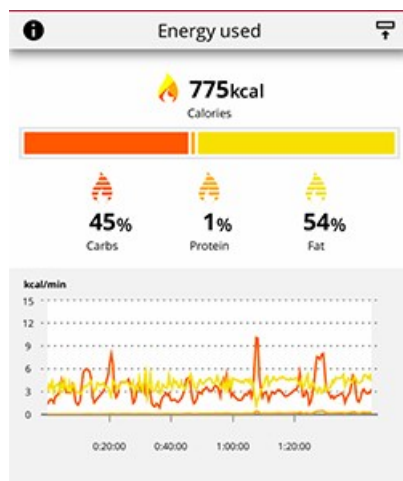 Energy used
775kcal
Calories
45% 1% 54%
Carbs Protein Fat
kcal/min
15
12
9
6
3
0
0:20:00 0:40:00 1:00:00 1:20:00